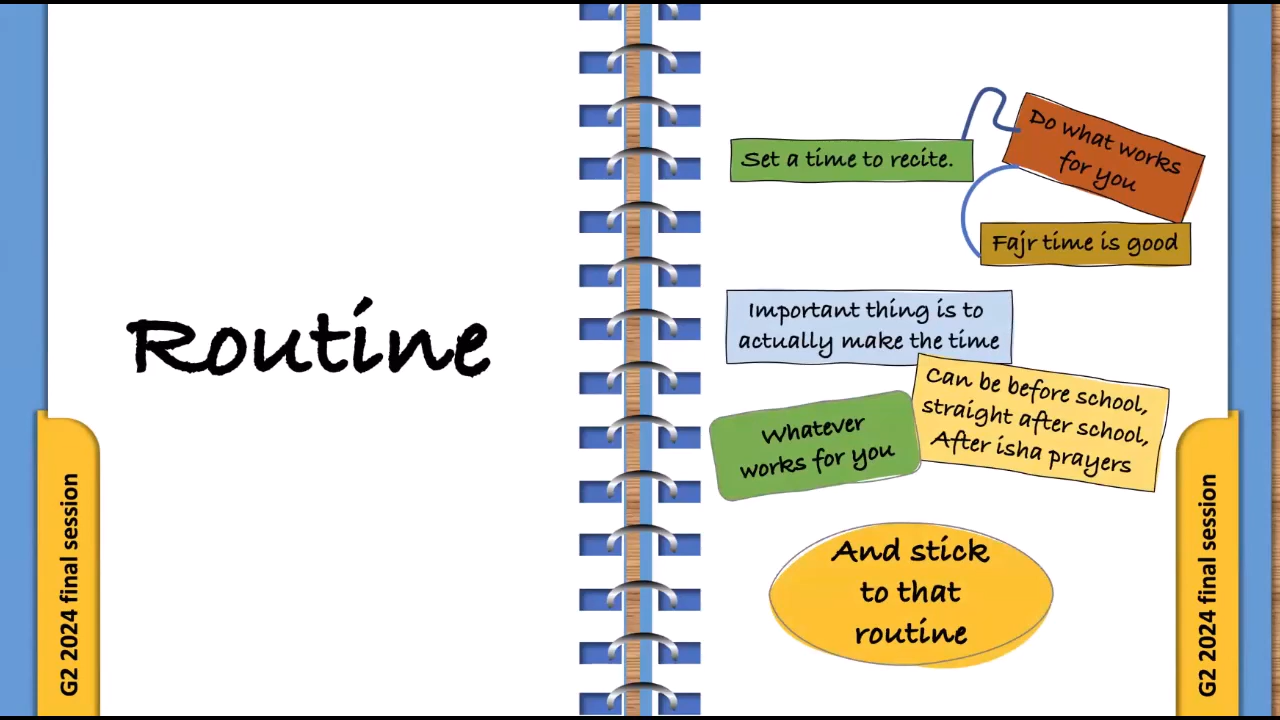 Routine
G2 2024 final session
Set a time to recite.
Do what works
for you
Fajr time is good
Important thing is to
actually make the time
Can be before school,
straight after school,
After isha prayers
Whatever
works for you
And stick
to that
routine
G2 2024 final session